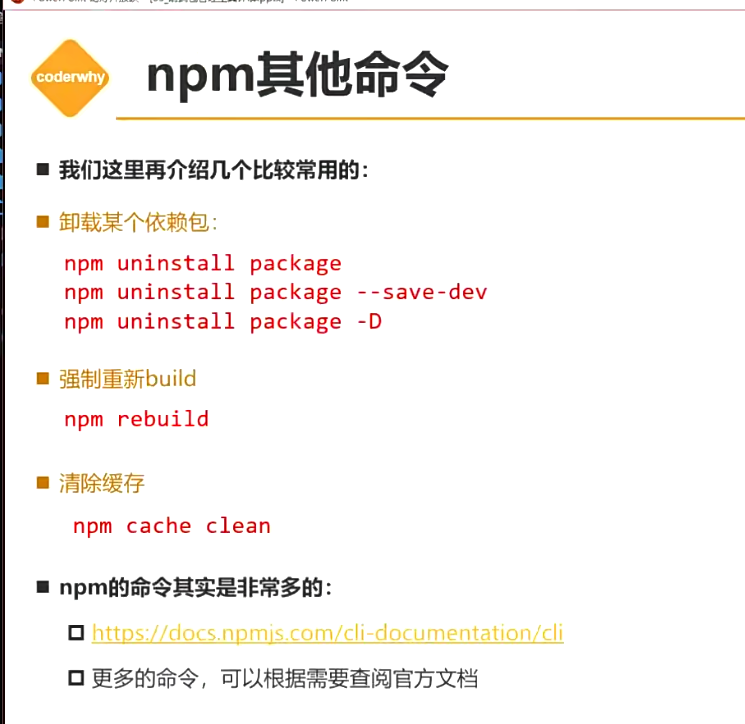 coderwhy
npm其他命令
我们这里再介绍几个比较常用的：
卸载某个依赖包：
npm uninstall package
npm uninstall package --save-dev
npm uninstall package -D
强制重新build
npm rebuild
清除缓存
npm cache clean
npm的命令其实是非常多的：
https://docs.npmjs.com/cli-documentation/cli
更多的命令，可以根据需要查阅官方文档